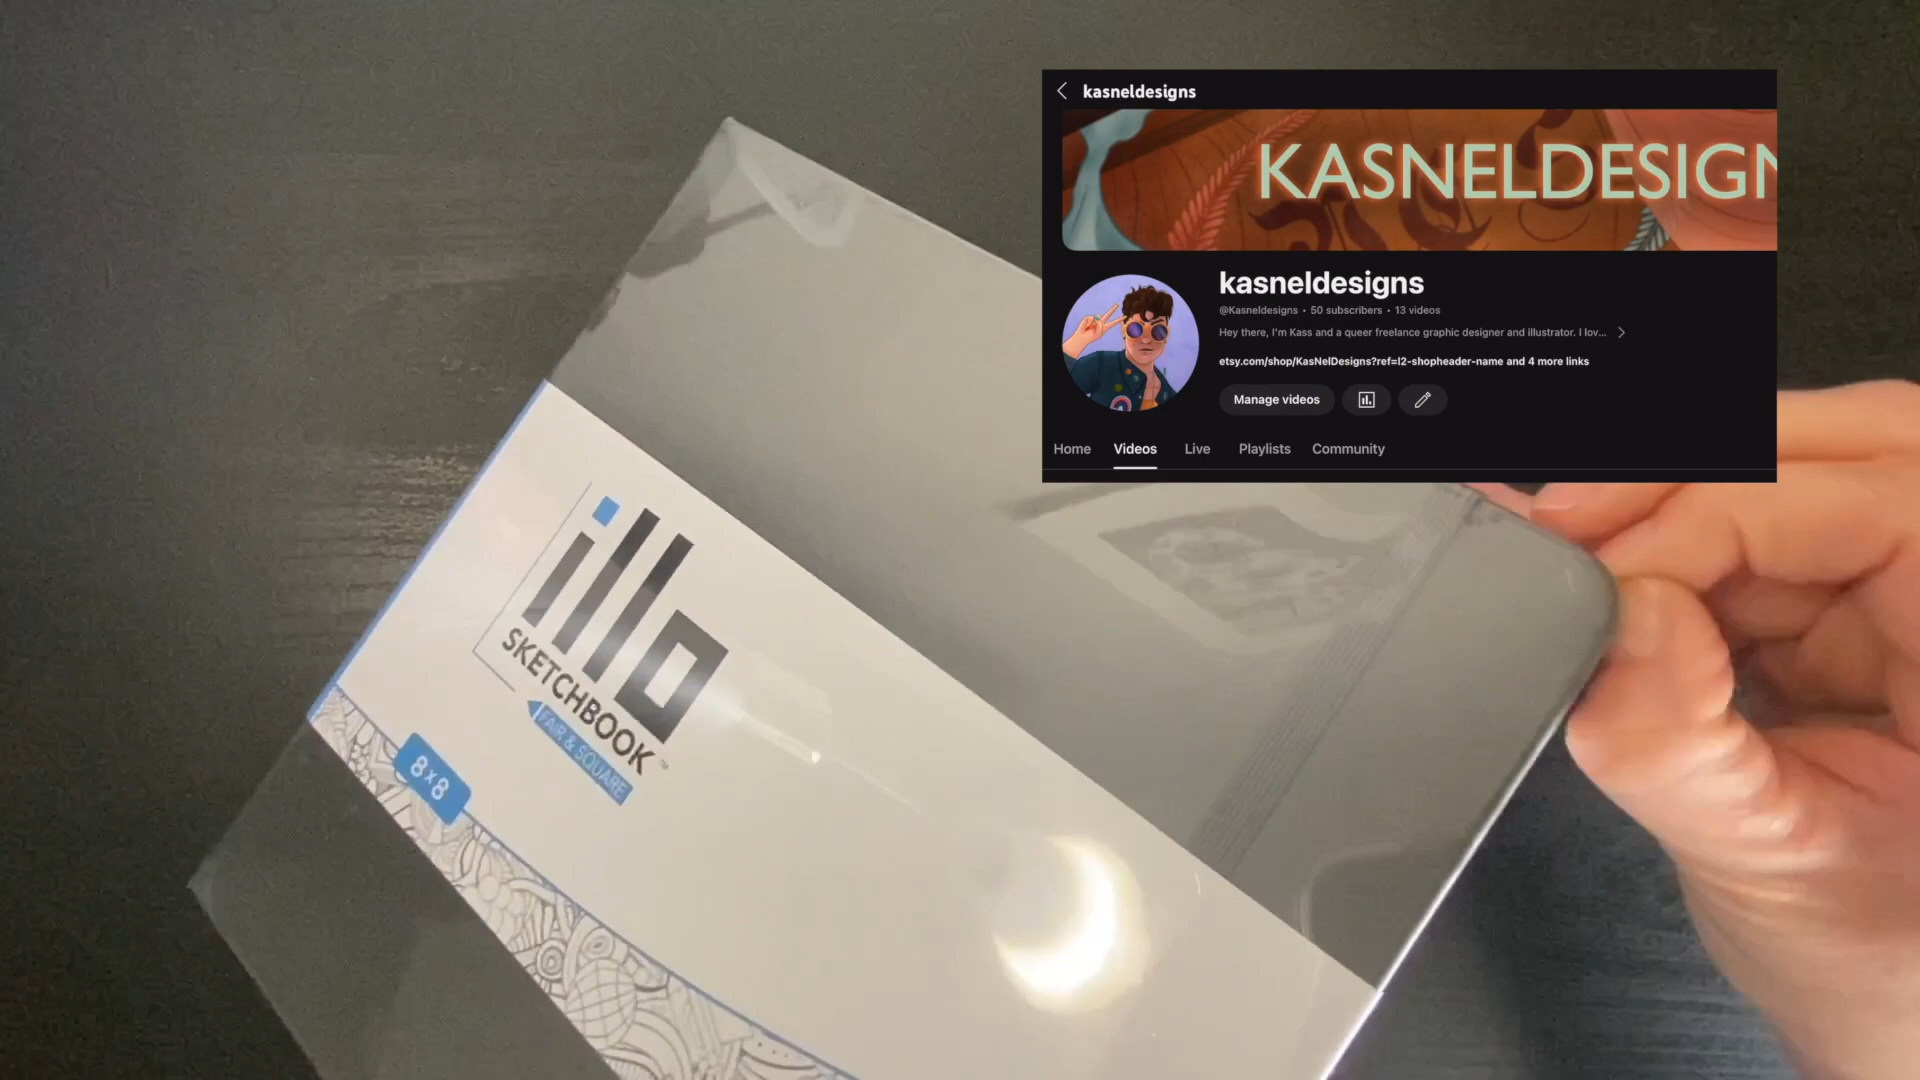 kasneldesigns
KASNELDESIGN
kasneldesigns
@Kasneldesigns • 50 subscribers • 13 videos
Hey there, I'm Kass and a queer freelance graphic designer and illustrator. I lov...
etsy.com/shop/KasNelDesigns?ref=l2-shopheader-name and 4 more links
Manage videos
Home Videos Live Playlists Community
illo
SKETCHBOOK™
FAIR & SQUARE
8x8